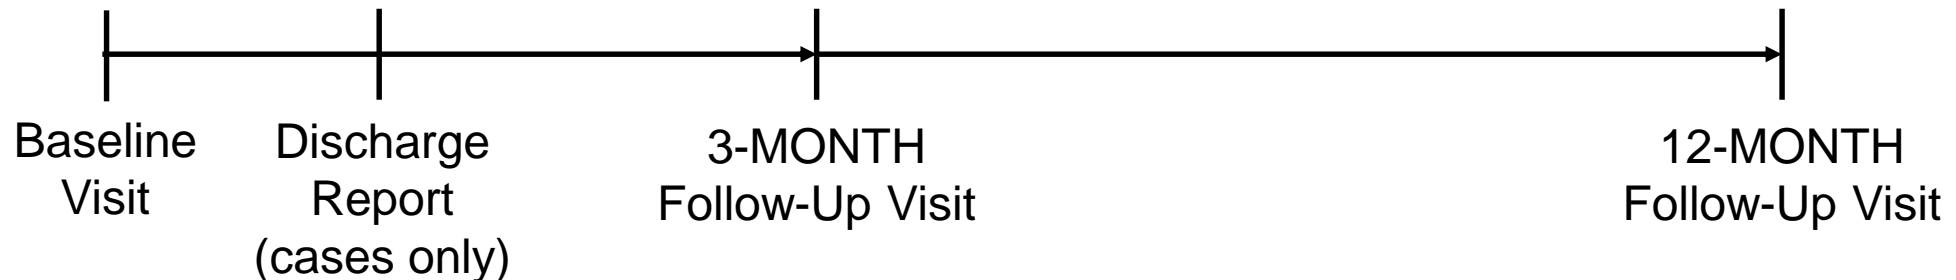 Baseline
Visit
Discharge
Report
(cases only)
3-MONTH
Follow-Up Visit
12-MONTH
Follow-Up Visit